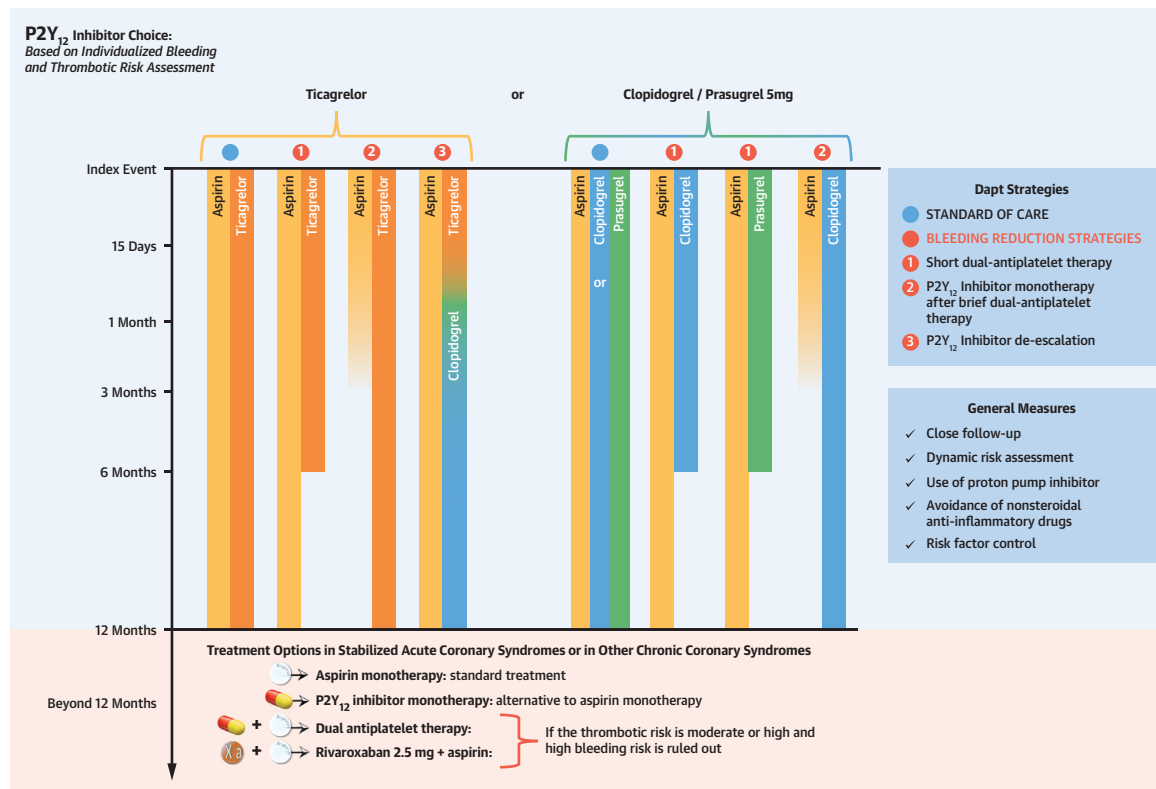 P2Y12 Inhibitor Choice:
Based on Individualized Bleeding
and Thrombotic Risk Assessment
Ticagrelor
or
Clopidogrel / Prasugrel 5mg
1
2
3
1
1
2
Index Event
15 Days
1 Month
3 Months
6 Months
12 Months
Beyond 12 Months
Aspirin
Ticagrelor
Aspirin
Ticagrelor
Aspirin
Ticagrelor
Aspirin
Ticagrelor
Clopidogrel
Aspirin
Clopidogrel
or
Prasugrel
Aspirin
Clopidogrel
Aspirin
Prasugrel
Aspirin
Clopidogrel
Dapt Strategies
STANDARD OF CARE
BLEEDING REDUCTION STRATEGIES
1 Short dual-antiplatelet therapy
2 P2Y12 Inhibitor monotherapy
after brief dual-antiplatelet
therapy
3 P2Y12 Inhibitor de-escalation
General Measures
✓ Close follow-up
✓ Dynamic risk assessment
✓ Use of proton pump inhibitor
✓ Avoidance of nonsteroidal
anti-inflammatory drugs
✓ Risk factor control
Treatment Options in Stabilized Acute Coronary Syndromes or in Other Chronic Coronary Syndromes
Aspirin monotherapy: standard treatment
P2Y12 inhibitor monotherapy: alternative to aspirin monotherapy
+ Dual antiplatelet therapy:
Xa + Rivaroxaban 2.5 mg + aspirin:
If the thrombotic risk is moderate or high and
high bleeding risk is ruled out